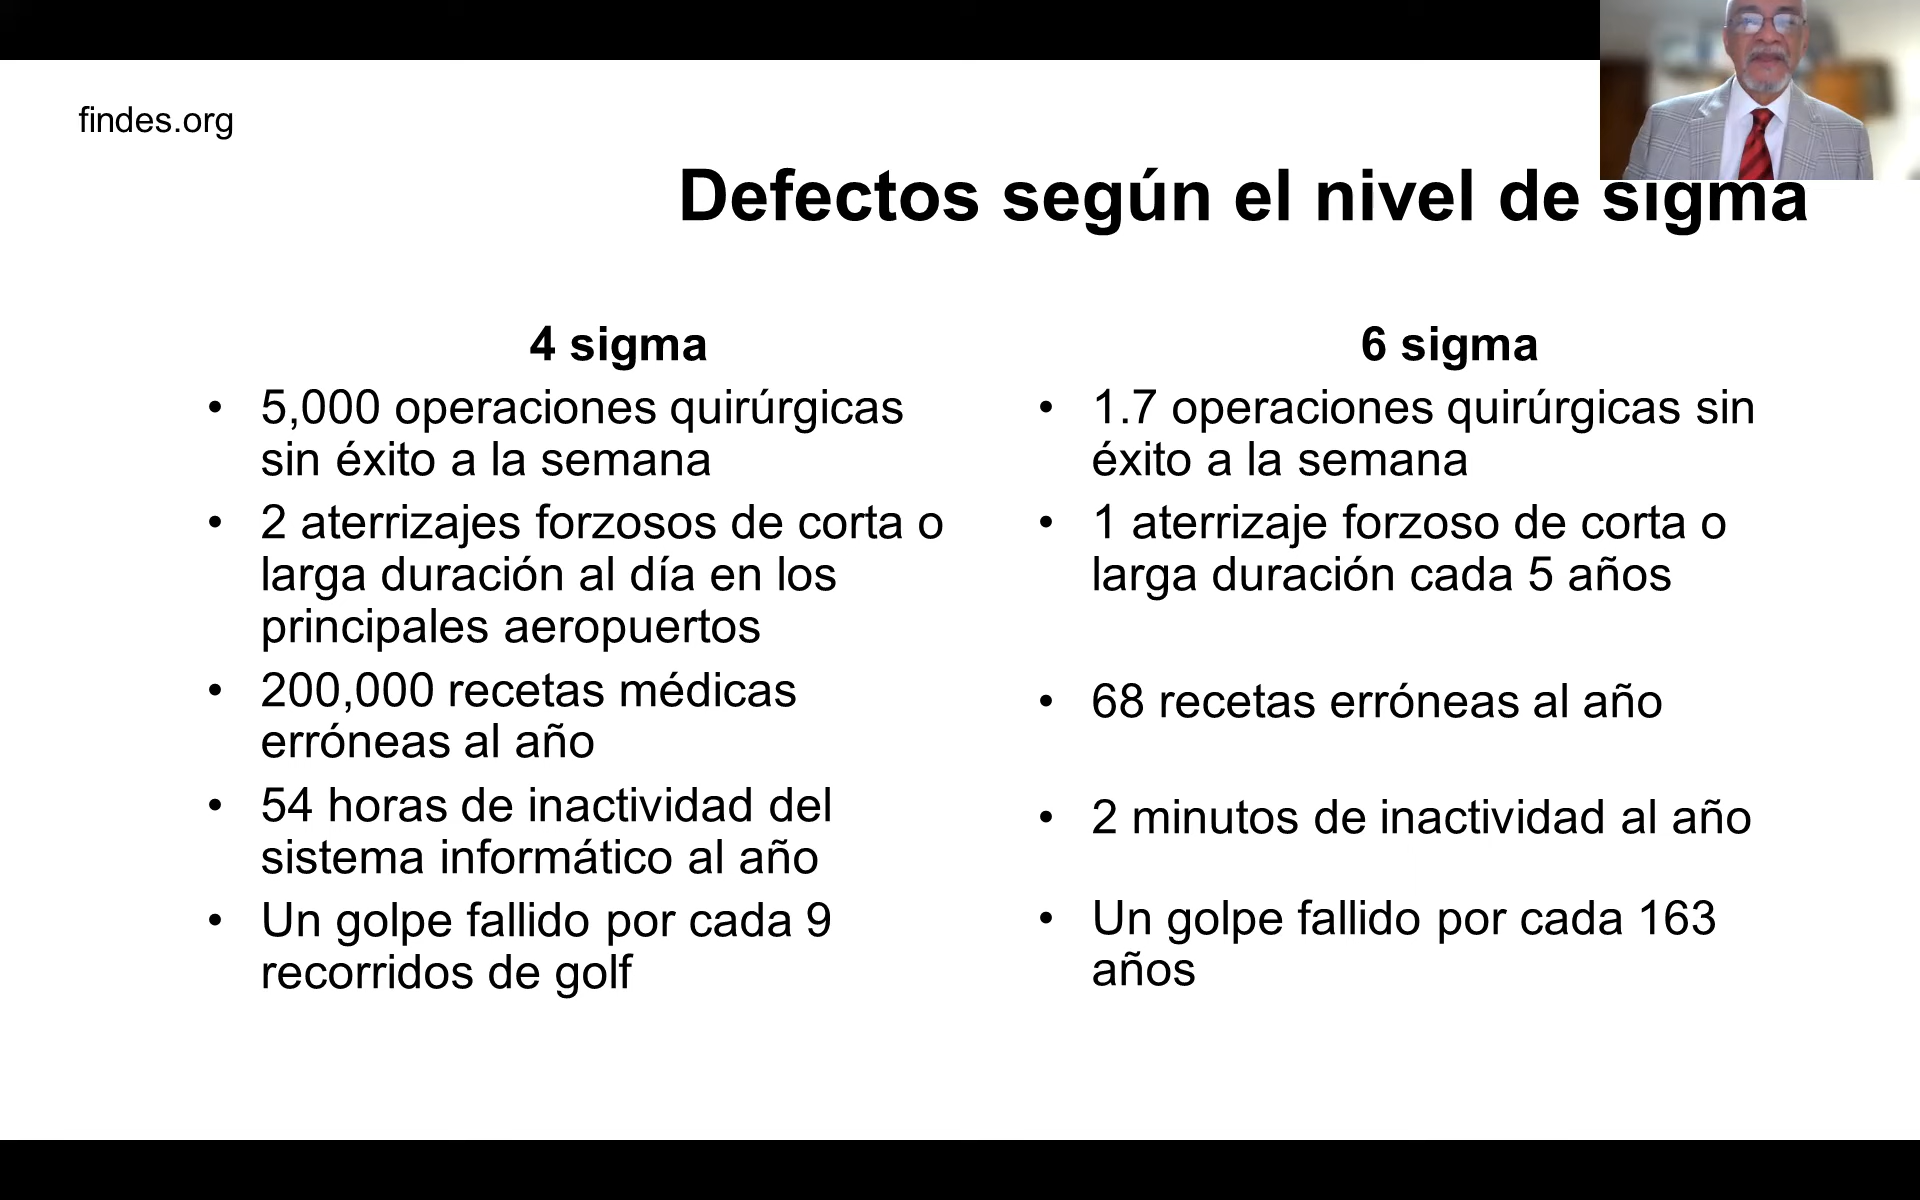 findes.org
Defectos según el nivel de sigma
4 sigma
• 5,000 operaciones quirúrgicas
sin éxito a la semana
• 2 aterrizajes forzosos de corta o
larga duración al día en los
principales aeropuertos
• 200,000 recetas médicas
erróneas al año
• 54 horas de inactividad del
sistema informático al año
• Un golpe fallido por cada 9
recorridos de golf
6 sigma
• 1.7 operaciones quirúrgicas sin
éxito a la semana
• 1 aterrizaje forzoso de corta o
larga duración cada 5 años
• 68 recetas erróneas al año
• 2 minutos de inactividad al año
• Un golpe fallido por cada 163
años